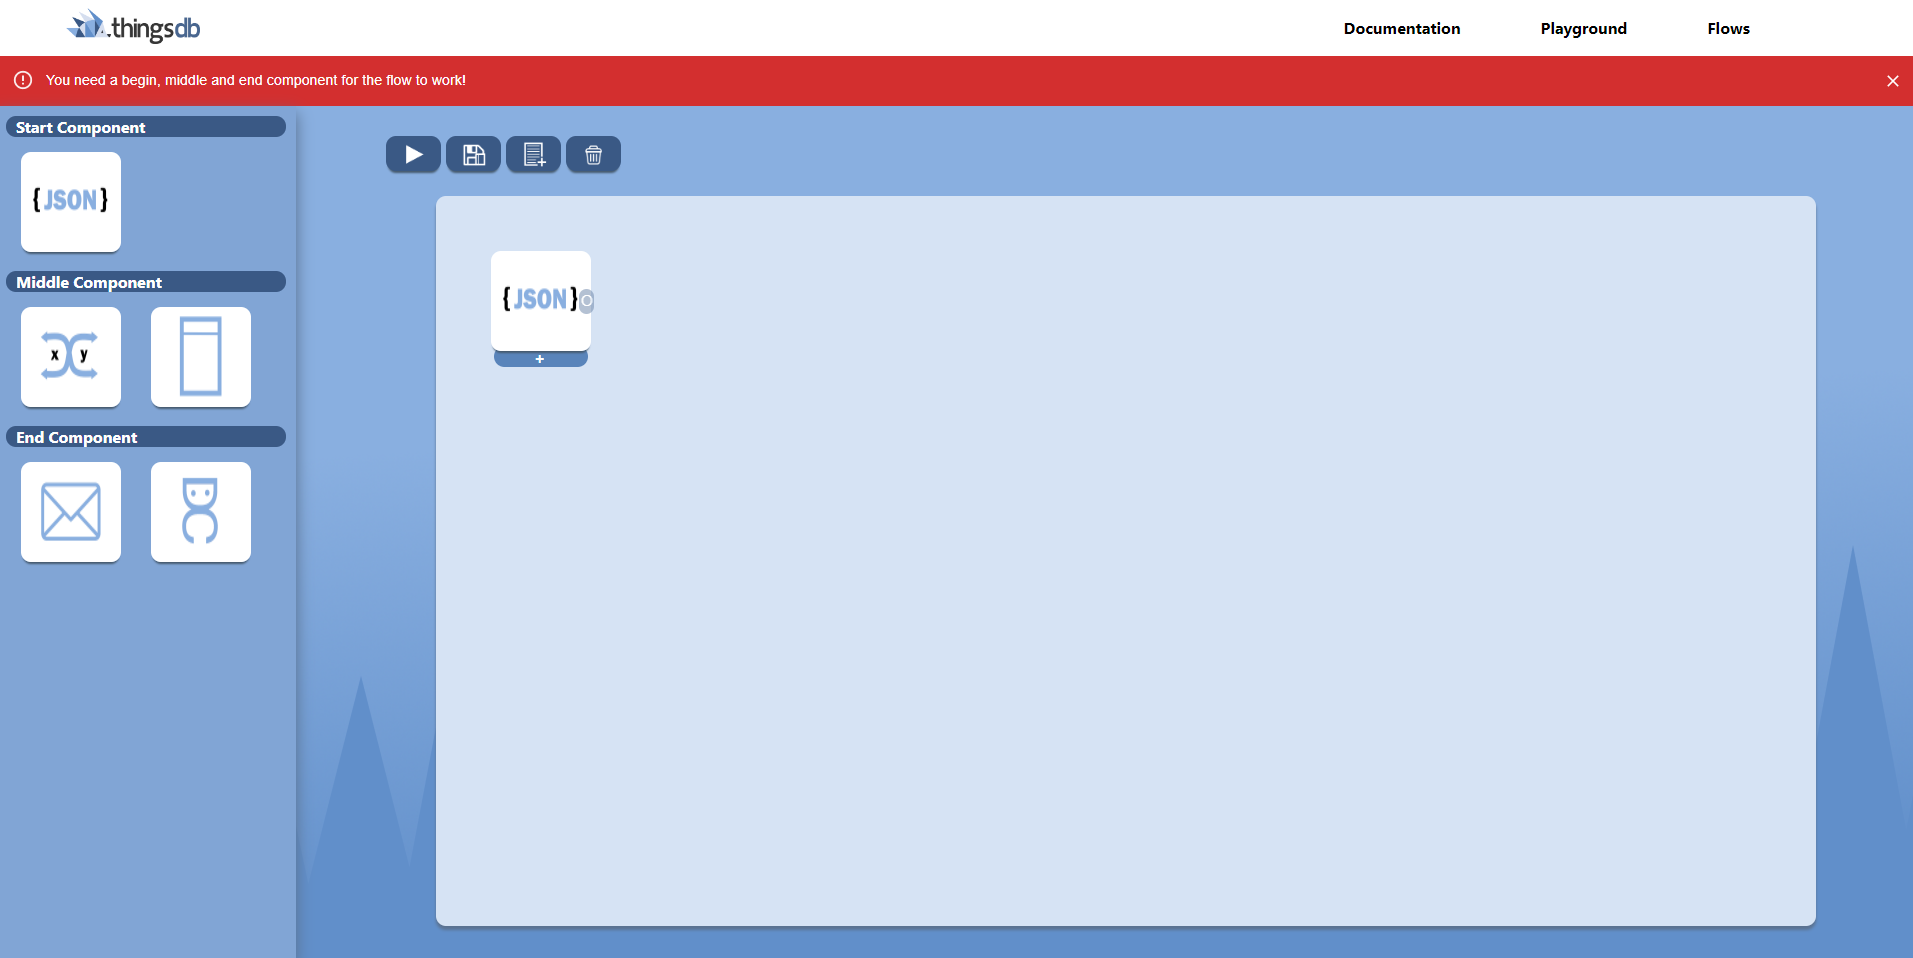 .thingsdb
Documentation
Playground
Flows
You need a begin, middle and end component for the flow to work!
Start Component
{JSON}
Middle Component
x y
End Component
{JSON}
O
+